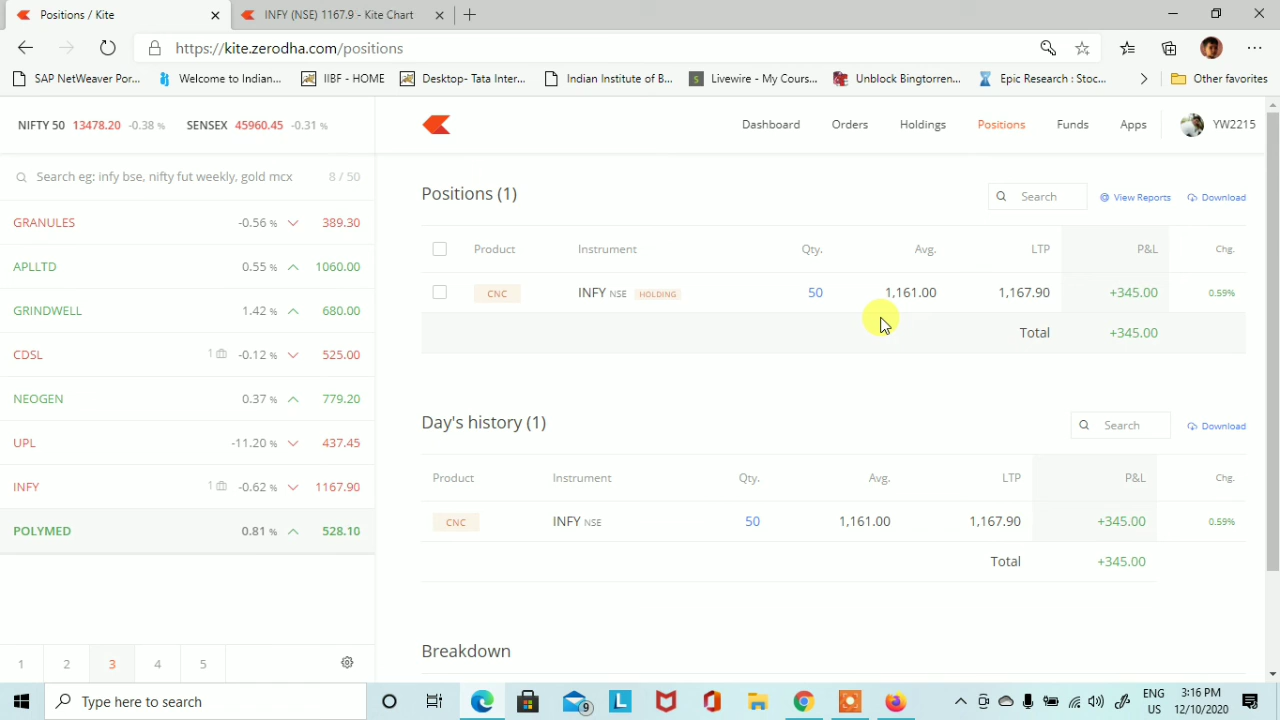 Positions / Kite
INFY (NSE) 1167.9 - Kite Chart
https://kite.zerodha.com/positions
SAP NetWeaver Por...
Welcome to Indian...
IIBF - HOME
Desktop- Tata Inter...
Indian Institute of B...
Livewire - My Cours...
Unblock Bingtorren...
Epic Research : Stoc...
Other favorites
NIFTY 50 13478.20 -0.38 % SENSEX 45960.45 -0.31 %
Dashboard Orders Holdings Positions Funds Apps YW2215
Search eg: infy bse, nifty fut weekly, gold mcx 8 / 50
GRANULES -0.56 % 389.30
APLLTD 0.55 % 1060.00
GRINDWELL 1.42 % 680.00
CDSL 1 -0.12 % 525.00
NEOGEN 0.37 % 779.20
UPL -11.20 % 437.45
INFY 1 -0.62 % 1167.90
POLYMED 0.81 % 528.10
1 2 3 4 5
Positions (1)
Search View Reports Download
Product Instrument Qty. Avg. LTP P&L Chg.
CNC INFY NSE HOLDING 50 1,161.00 1,167.90 +345.00 0.59%
Total +345.00
Day's history (1)
Search Download
Product Instrument Qty. Avg. LTP P&L Chg.
CNC INFY NSE 50 1,161.00 1,167.90 +345.00 0.59%
Total +345.00
Breakdown
Type here to search
9
ENG
US
3:16 PM
12/10/2020